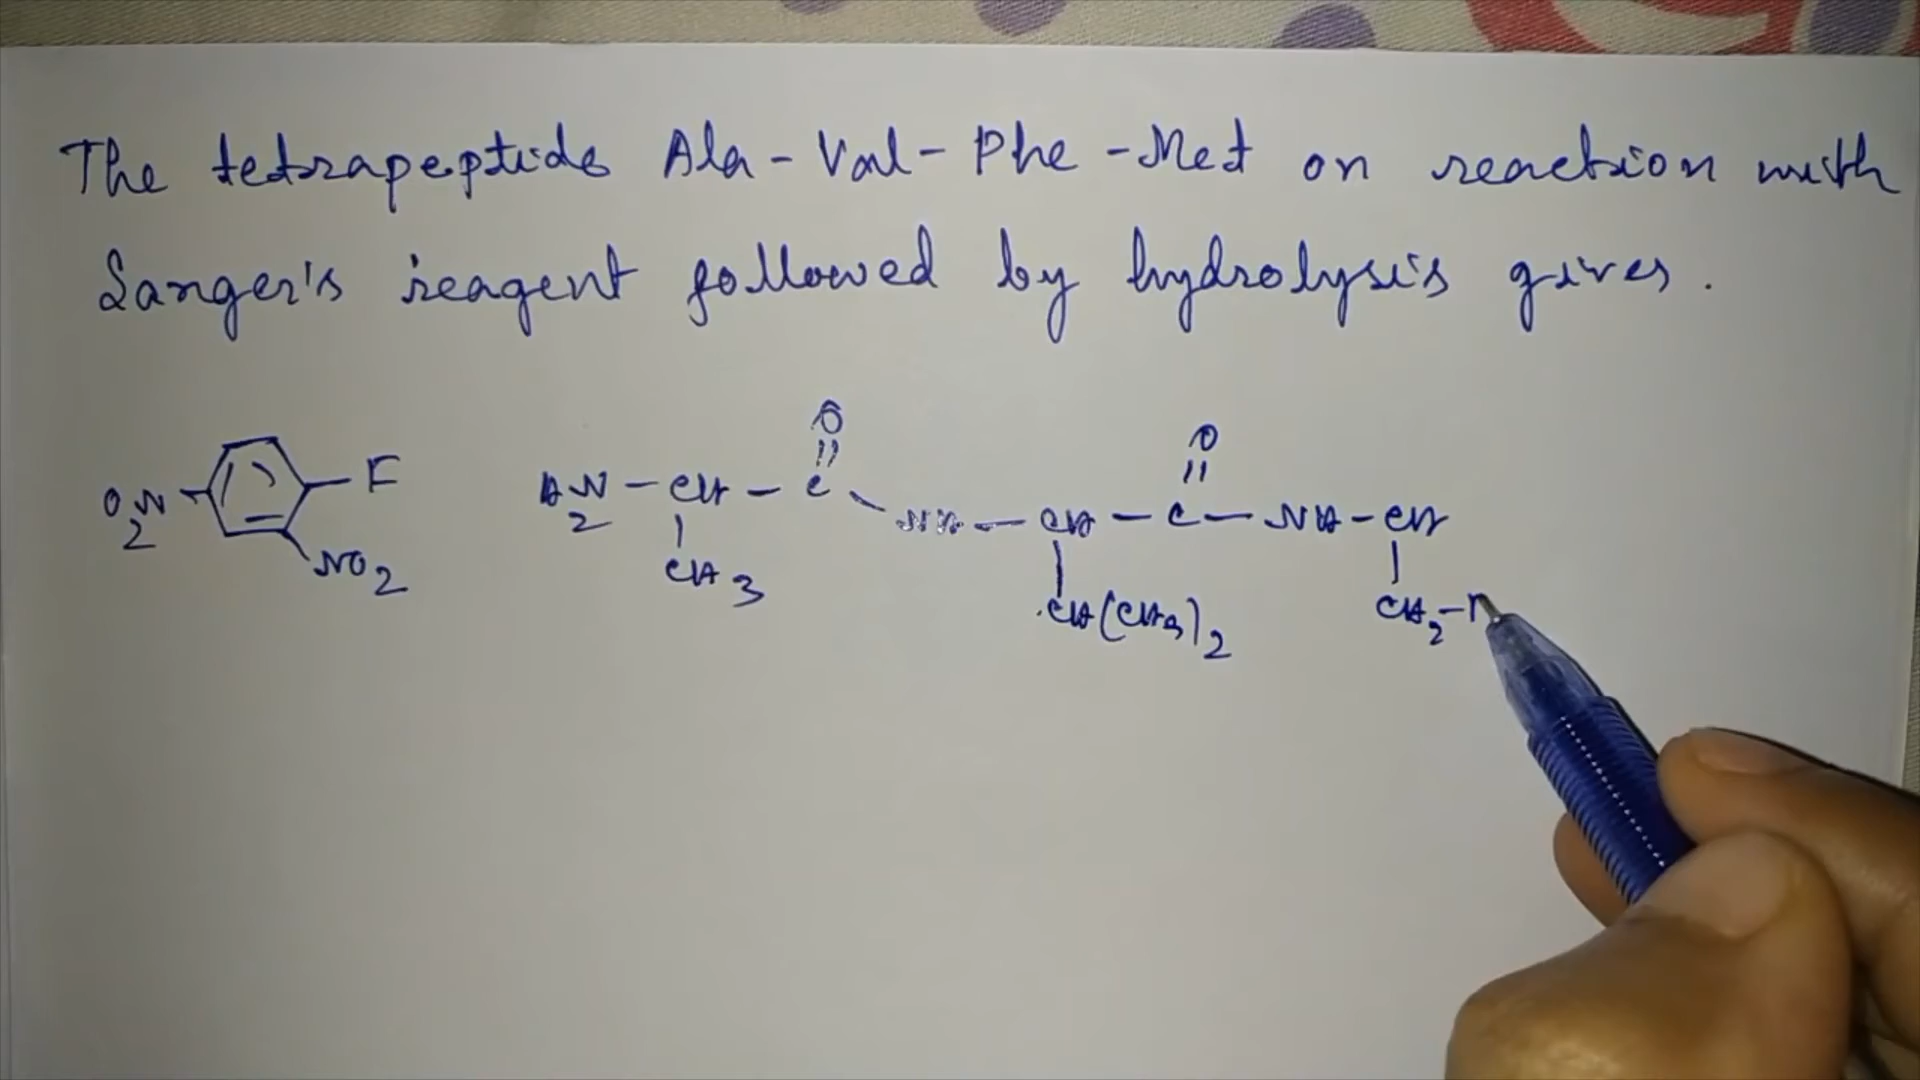 The tetrapeptide Ala-Val-Phe-Met on reaction with
Sanger's reagent followed by hydrolysis gives.
O O
O2N F H2N-CH-C-NH-CH-C-NH-CH
NO2 CH3 CH(CH3)2 CH2-